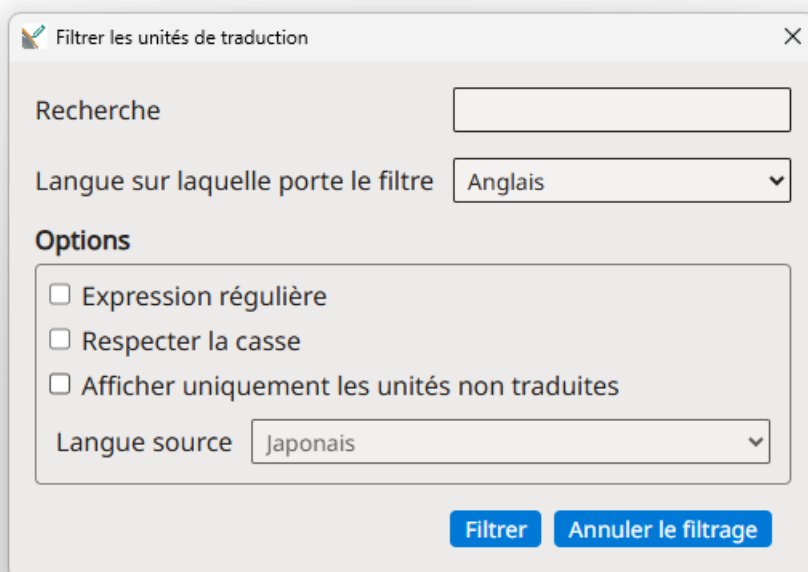 Filtrer les unités de traduction
Recherche
Langue sur laquelle porte le filtre Anglais
Options
Expression régulière
Respecter la casse
Afficher uniquement les unités non traduites
Langue source Japonais
Filtrer Annuler le filtrage